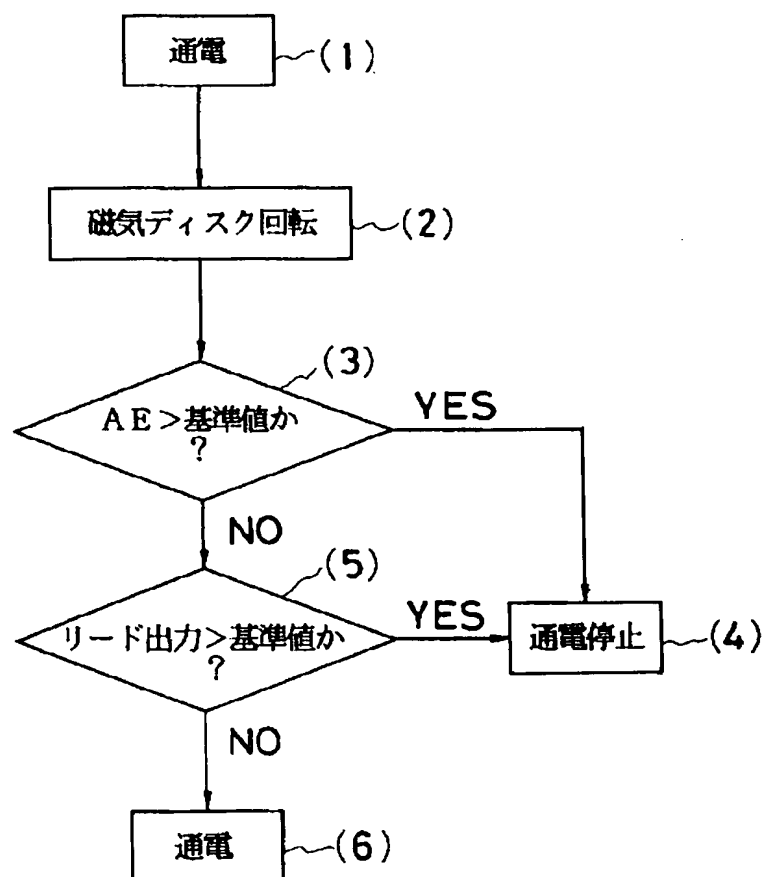 通電
(1)
磁気ディスク回転
(2)
(3)
AE>基準値か
?
YES
NO
(5)
リード出力>基準値か
?
YES
通電停止
(4)
NO
通電
(6)